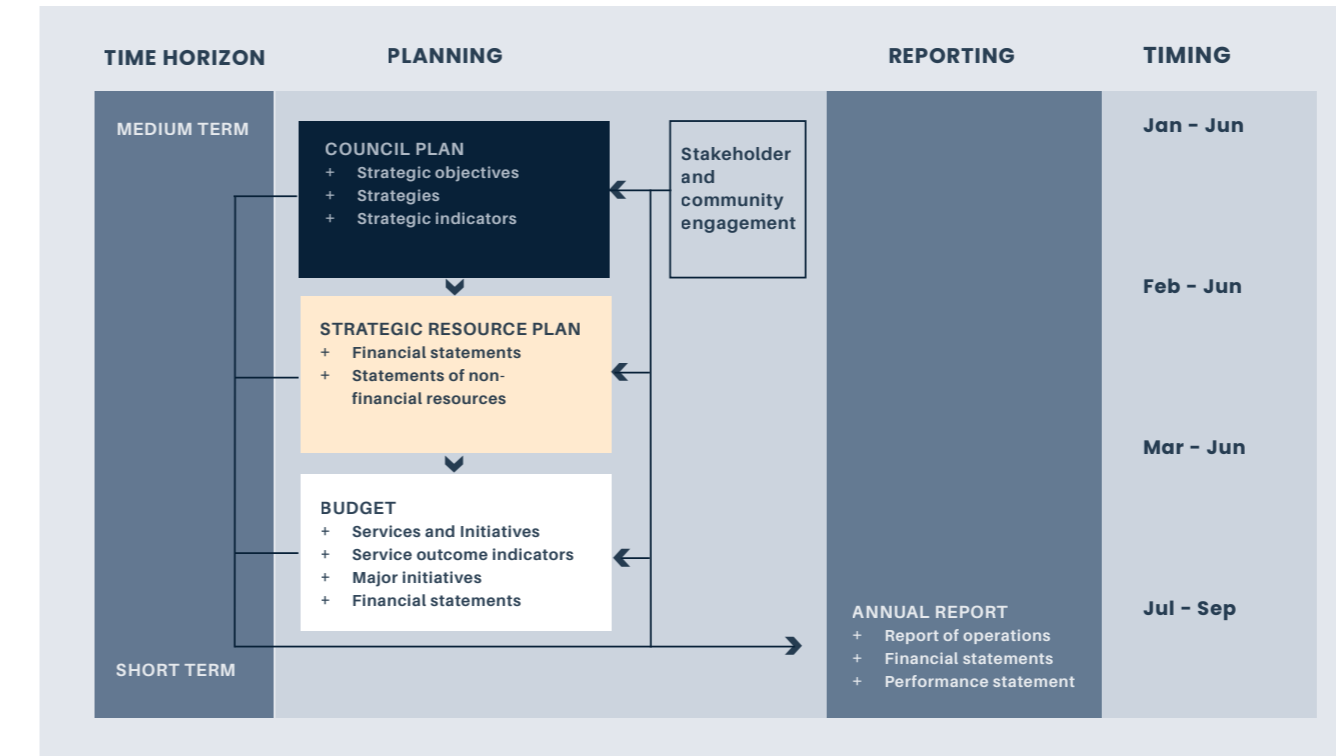 TIME HORIZON
PLANNING
REPORTING
TIMING
MEDIUM TERM
COUNCIL PLAN
+ Strategic objectives
+ Strategies
+ Strategic indicators
Stakeholder
and
community
engagement
Jan – Jun
STRATEGIC RESOURCE PLAN
+ Financial statements
+ Statements of non-
financial resources
Feb – Jun
BUDGET
+ Services and Initiatives
+ Service outcome indicators
+ Major initiatives
+ Financial statements
Mar – Jun
SHORT TERM
ANNUAL REPORT
+ Report of operations
+ Financial statements
+ Performance statement
Jul – Sep